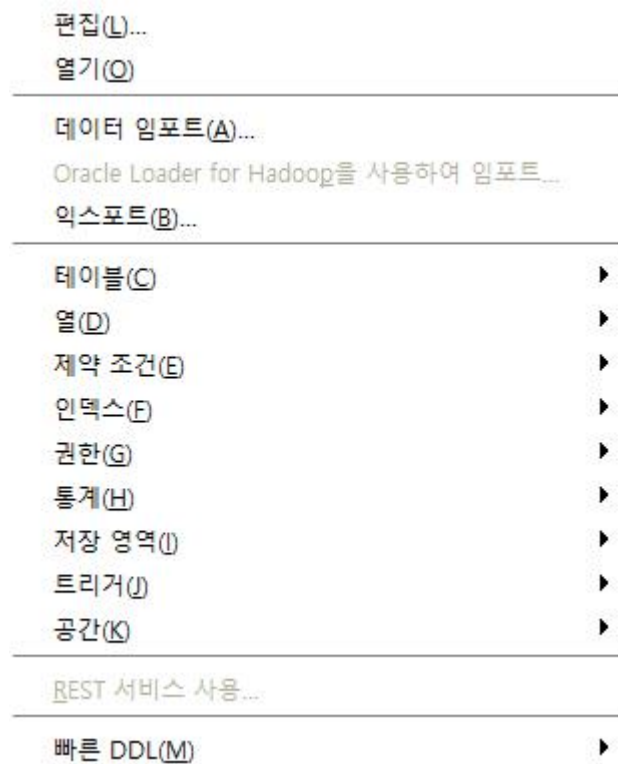 편집(L)...
열기(O)
데이터 임포트(A)...
Oracle Loader for Hadoop을 사용하여 임포트...
익스포트(B)...
테이블(C)
열(D)
제약 조건(E)
인덱스(F)
권한(G)
통계(H)
저장 영역(I)
트리거(J)
공간(K)
REST 서비스 사용...
빠른 DDL(M)